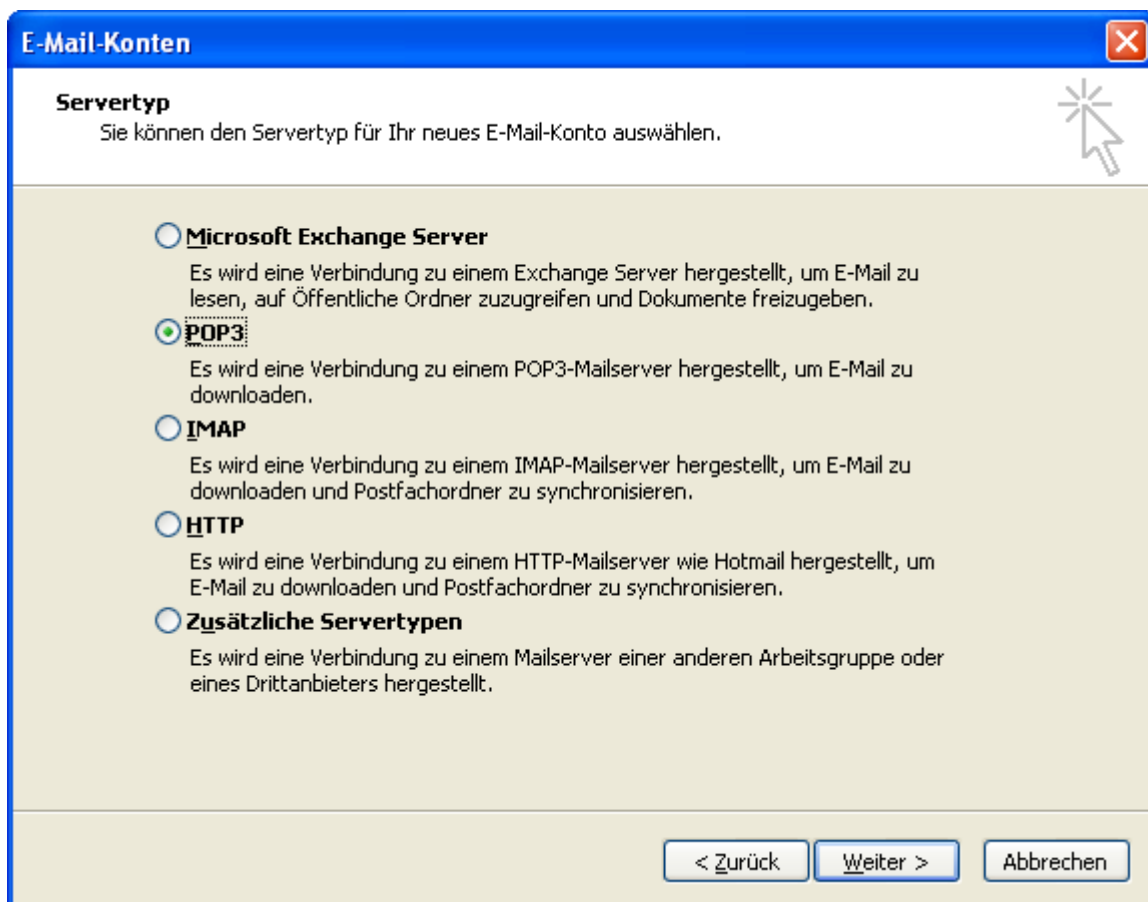 E-Mail-Konten
Servertyp
Sie können den Servertyp für Ihr neues E-Mail-Konto auswählen.
Microsoft Exchange Server
Es wird eine Verbindung zu einem Exchange Server hergestellt, um E-Mail zu
lesen, auf Öffentliche Ordner zuzugreifen und Dokumente freizugeben.
POP3
Es wird eine Verbindung zu einem POP3-Mailserver hergestellt, um E-Mail zu
downloaden.
IMAP
Es wird eine Verbindung zu einem IMAP-Mailserver hergestellt, um E-Mail zu
downloaden und Postfachordner zu synchronisieren.
HTTP
Es wird eine Verbindung zu einem HTTP-Mailserver wie Hotmail hergestellt, um
E-Mail zu downloaden und Postfachordner zu synchronisieren.
Zusätzliche Servertypen
Es wird eine Verbindung zu einem Mailserver einer anderen Arbeitsgruppe oder
eines Drittanbieters hergestellt.
< Zurück Weiter > Abbrechen